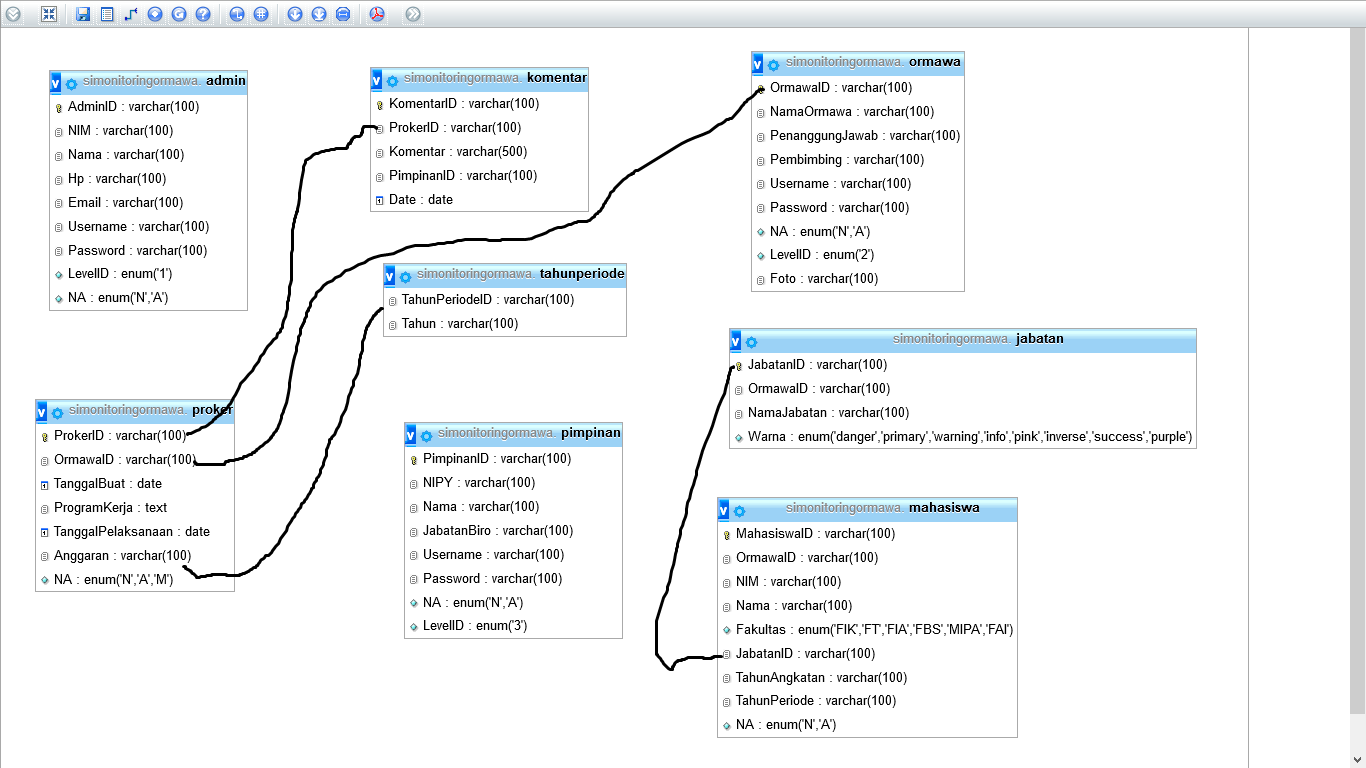 simonitoringormawa. admin
AdminID : varchar(100)
NIM : varchar(100)
Nama : varchar(100)
Hp : varchar(100)
Email : varchar(100)
Username : varchar(100)
Password : varchar(100)
LevelID : enum('1')
NA : enum('N','A')
simonitoringormawa. komentar
KomentarID : varchar(100)
ProkerID : varchar(100)
Komentar : varchar(500)
PimpinanID : varchar(100)
Date : date
simonitoringormawa. ormawa
OrmawaID : varchar(100)
NamaOrmawa : varchar(100)
PenanggungJawab : varchar(100)
Pembimbing : varchar(100)
Username : varchar(100)
Password : varchar(100)
NA : enum('N','A')
LevelID : enum('2')
Foto : varchar(100)
simonitoringormawa. tahunperiode
TahunPeriodeID : varchar(100)
Tahun : varchar(100)
simonitoringormawa. jabatan
JabatanID : varchar(100)
OrmawaID : varchar(100)
NamaJabatan : varchar(100)
Warna : enum('danger','primary','warning','info','pink','inverse','success','purple')
simonitoringormawa. proker
ProkerID : varchar(100)
OrmawaID : varchar(100)
TanggalBuat : date
ProgramKerja : text
TanggalPelaksanaan : date
Anggaran : varchar(100)
NA : enum('N','A','M')
simonitoringormawa. pimpinan
PimpinanID : varchar(100)
NIPY : varchar(100)
Nama : varchar(100)
JabatanBiro : varchar(100)
Username : varchar(100)
Password : varchar(100)
NA : enum('N','A')
LevelID : enum('3')
simonitoringormawa. mahasiswa
MahasiswaID : varchar(100)
OrmawaID : varchar(100)
NIM : varchar(100)
Nama : varchar(100)
Fakultas : enum('FIK','FT','FIA','FBS','MIPA','FAI')
JabatanID : varchar(100)
TahunAngkatan : varchar(100)
TahunPeriode : varchar(100)
NA : enum('N','A')